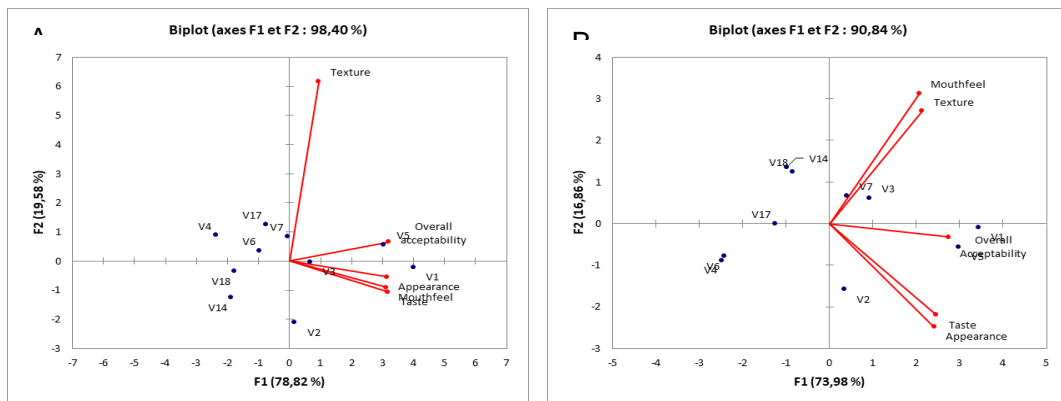 A
Biplot (axes F1 et F2 : 98,40 %)
7
6
5
4
3
2
1
0
-1
-2
-3
F2 (19,58 %)
Texture
V17
V4
V7
V6
V5
Overall
acceptability
V3
V18
V1
V14
Appearance
Mouthfeel
Taste
V2
-7 -6 -5 -4 -3 -2 -1 0 1 2 3 4 5 6 7
F1 (78,82 %)
B
Biplot (axes F1 et F2 : 90,84 %)
4
3
2
1
0
-1
-2
-3
F2 (16,86 %)
Mouthfeel
Texture
V18 V14
V7 V3
V17
V1
Overall
Acceptability
V5
V6
V4
V2
Taste
Appearance
-5 -4 -3 -2 -1 0 1 2 3 4 5
F1 (73,98 %)